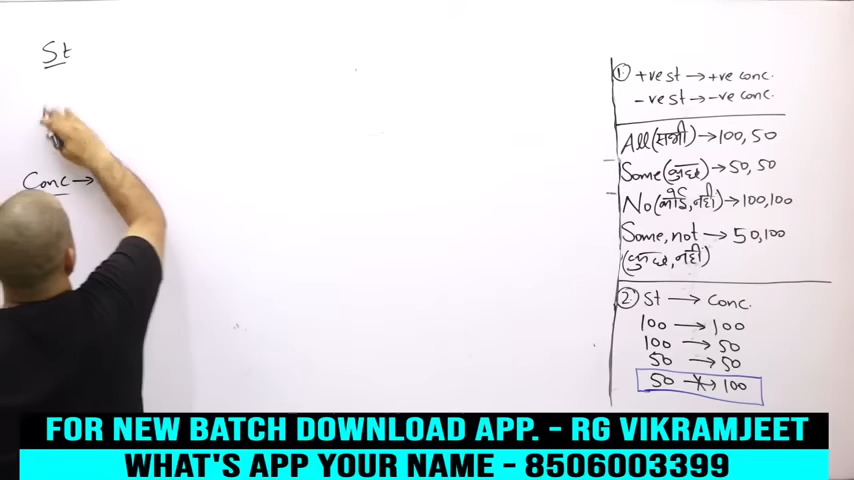 St
Conc →
① +ve st → +ve conc.
- ve st → -ve conc.
All (सभी) → 100, 50
Some (कुछ) → 50, 50
No (कोई, नहीं) → 100,100
Some, not → 50,100
(कुछ, नहीं)
② St → Conc.
100 → 100
100 → 50
50 → 50
50 → 100
FOR NEW BATCH DOWNLOAD APP. - RG VIKRAMJEET
WHAT'S APP YOUR NAME - 8506003399